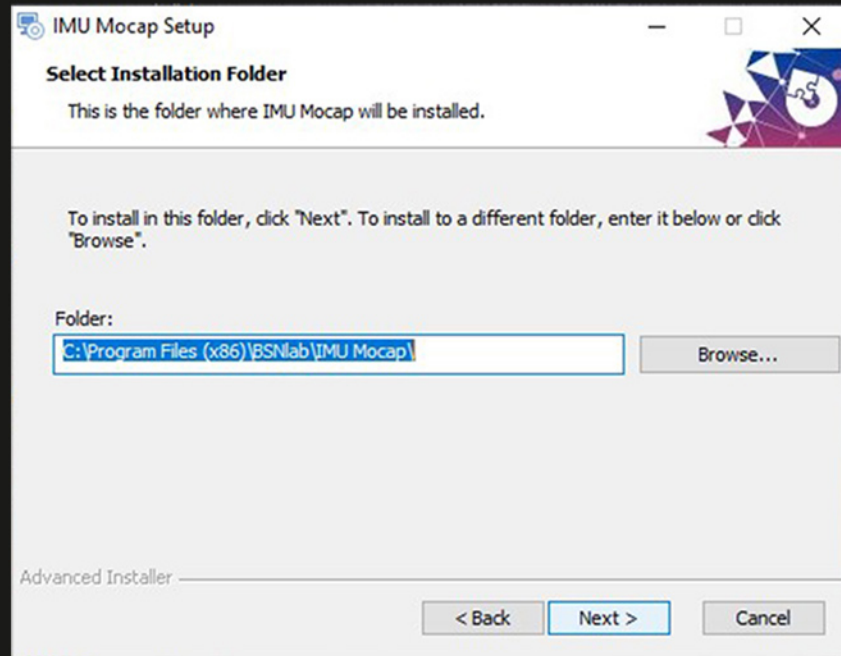 IMU Mocap Setup
Select Installation Folder
This is the folder where IMU Mocap will be installed.
To install in this folder, click "Next". To install to a different folder, enter it below or click
"Browse".
Folder:
C:\Program Files (x86)\BSNlab\IMU Mocap\
Browse...
Advanced Installer
< Back
Next >
Cancel